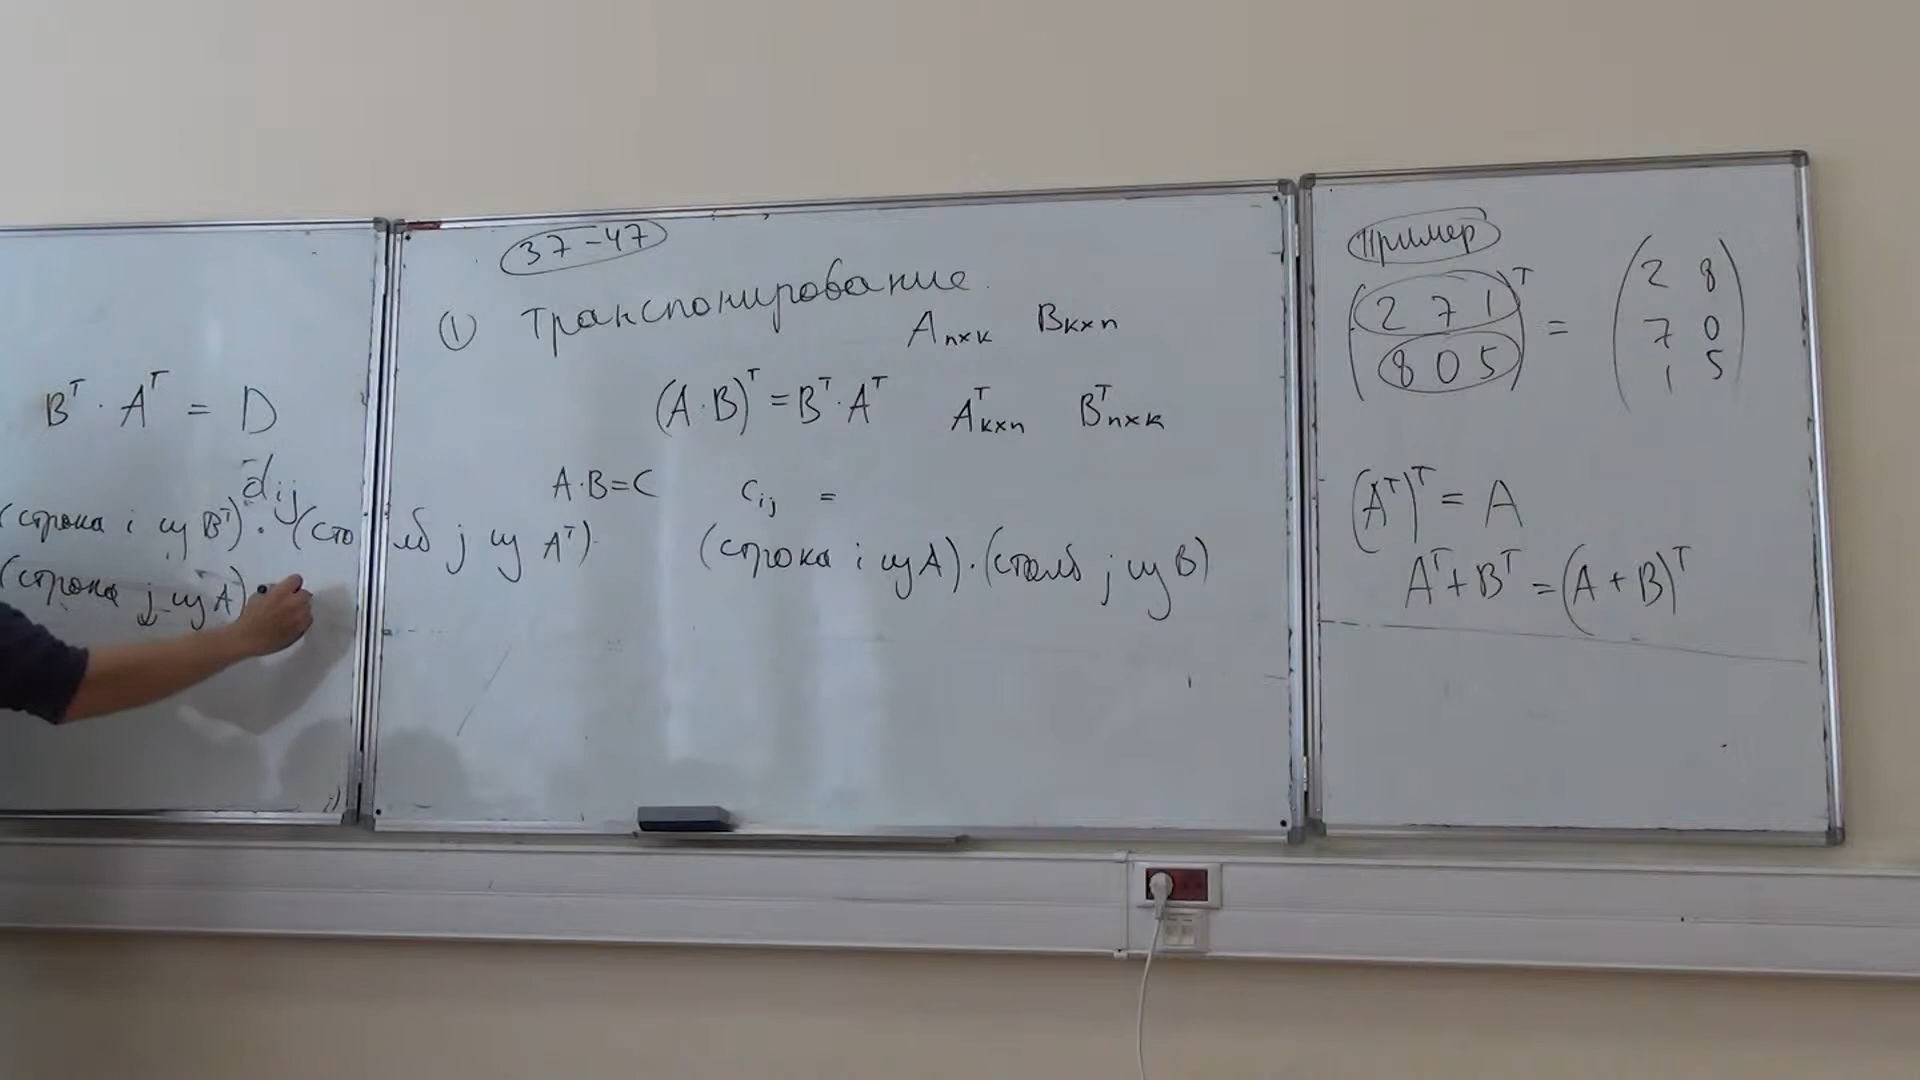 Bᵀ · Aᵀ = D
dᵢⱼ
(строка i из Bᵀ) · (столб j из Aᵀ)
(строка j из A) ·
37 – 47
① Транспонирование.
Aₙₓₖ Bₖₓₙ
(A · B)ᵀ = Bᵀ · Aᵀ Aᵀₖₓₙ Bᵀₙₓₖ
A · B = C cᵢⱼ =
(строка i из A) · (столб j из B)
Пример
(2 7 1)ᵀ = (2 8)
(8 0 5) (7 0)
(1 5)
(Aᵀ)ᵀ = A
Aᵀ + Bᵀ = (A + B)ᵀ